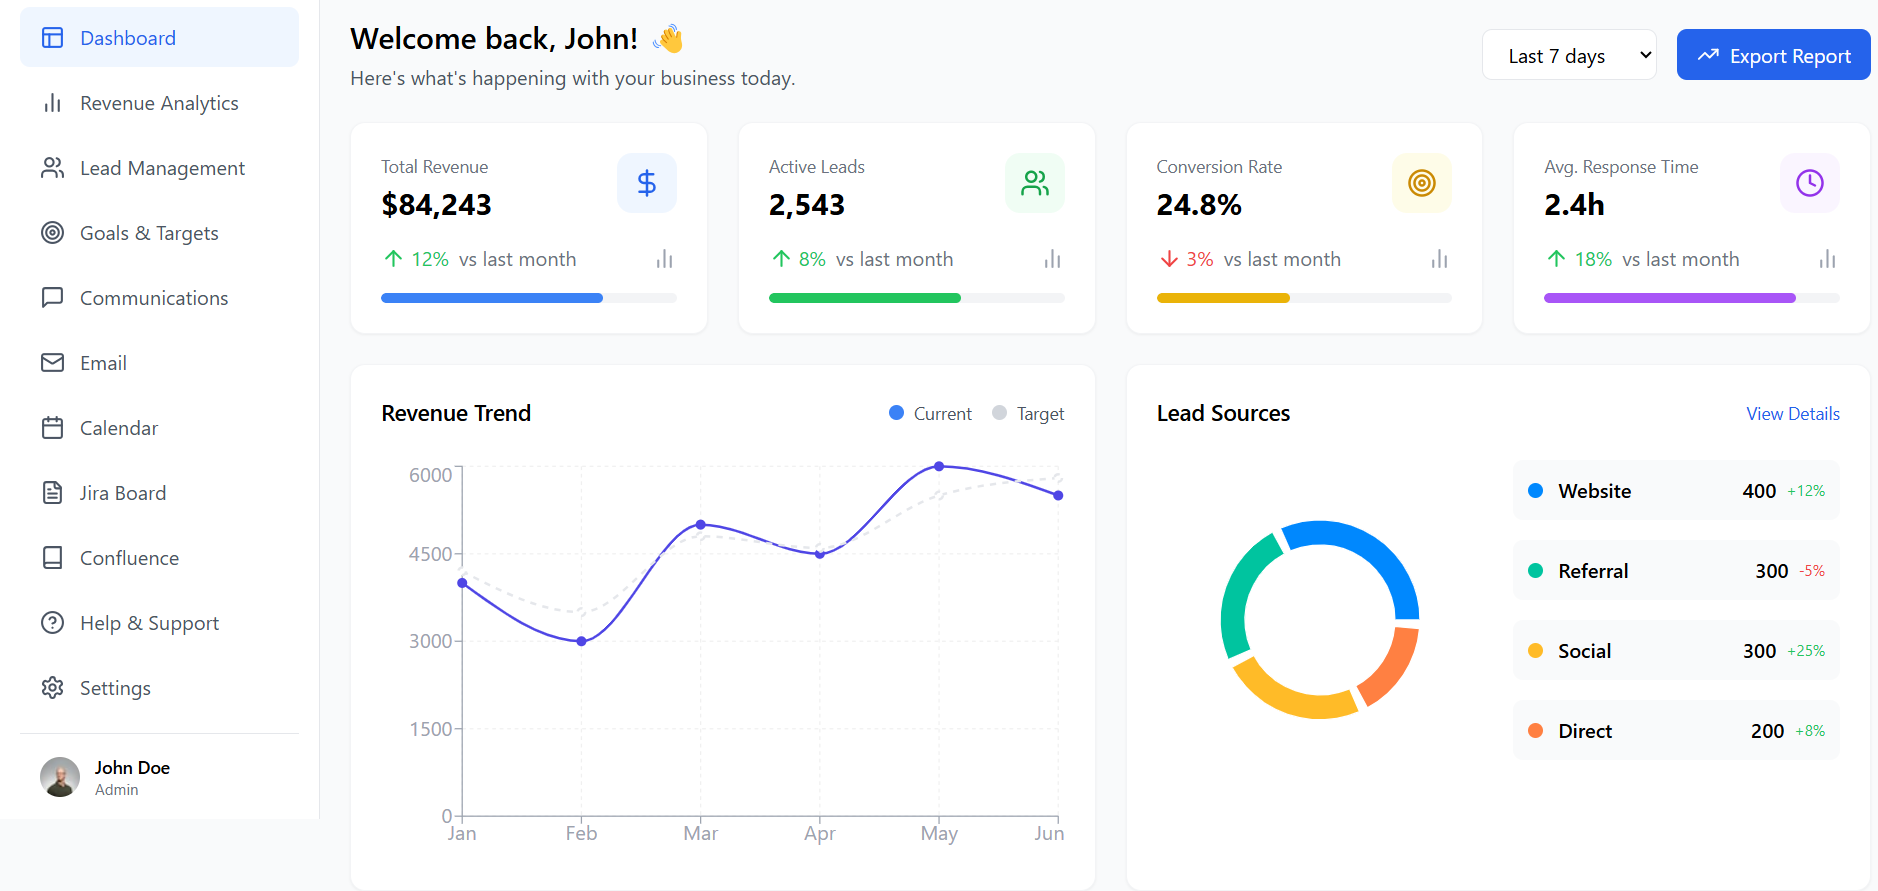 Dashboard
Revenue Analytics
Lead Management
Goals & Targets
Communications
Email
Calendar
Jira Board
Confluence
Help & Support
Settings
John Doe
Admin
Welcome back, John! 👋
Here's what's happening with your business today.
Last 7 days
Export Report
Total Revenue
$84,243
12% vs last month
Active Leads
2,543
8% vs last month
Conversion Rate
24.8%
3% vs last month
Avg. Response Time
2.4h
18% vs last month
Revenue Trend
Current
Target
6000
4500
3000
1500
0
Jan Feb Mar Apr May Jun
Lead Sources
View Details
Website 400 +12%
Referral 300 -5%
Social 300 +25%
Direct 200 +8%